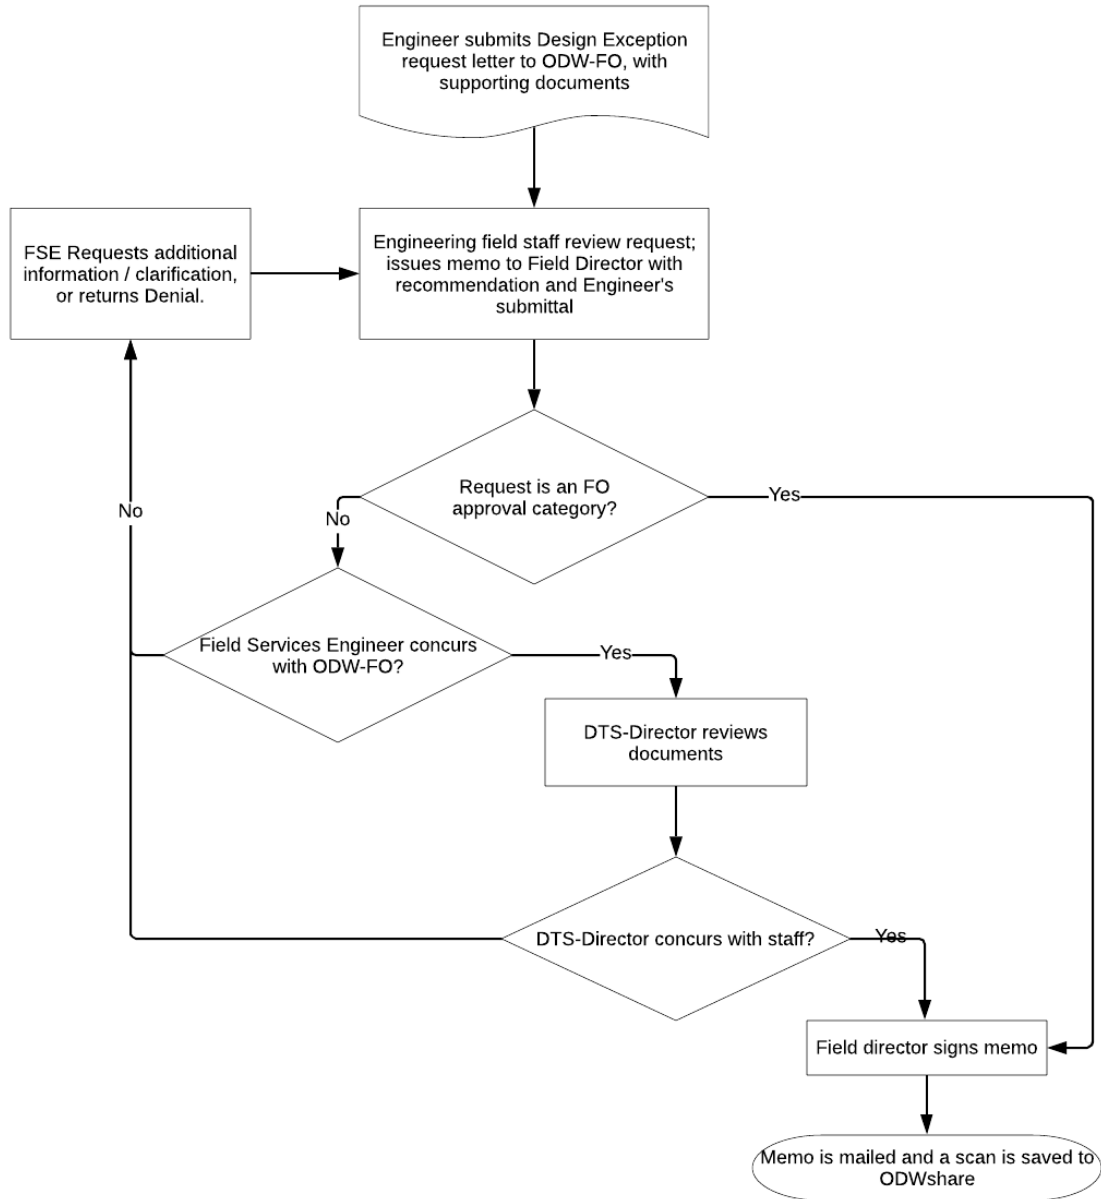 Engineer submits Design Exception
request letter to ODW-FO, with
supporting documents
FSE Requests additional
information / clarification,
or returns Denial.
Engineering field staff review request;
issues memo to Field Director with
recommendation and Engineer's
submittal
Request is an FO
approval category?
Yes
No
No
Field Services Engineer concurs
with ODW-FO?
Yes
DTS-Director reviews
documents
DTS-Director concurs with staff?
Yes
Field director signs memo
Memo is mailed and a scan is saved to
ODWshare